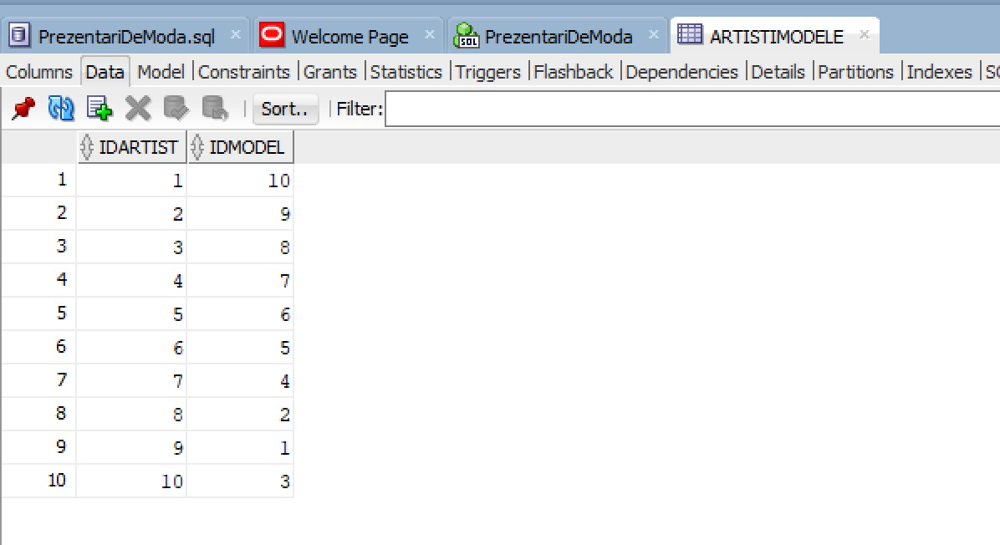 PrezentariDeModa.sql Welcome Page SQL PrezentariDeModa ARTISTIMODELE
Columns Data Model Constraints Grants Statistics Triggers Flashback Dependencies Details Partitions Indexes
Sort.. Filter:
IDARTIST IDMODEL
1 1 10
2 2 9
3 3 8
4 4 7
5 5 6
6 6 5
7 7 4
8 8 2
9 9 1
10 10 3